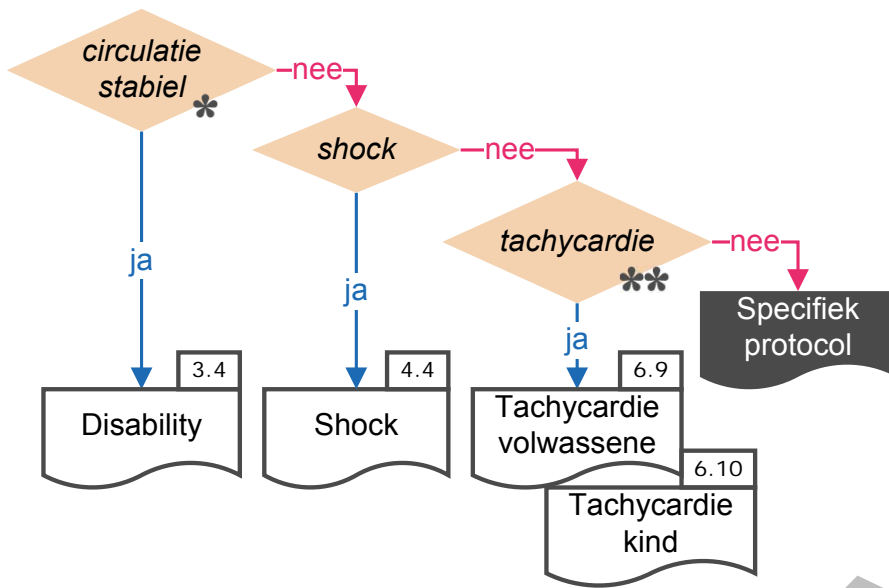 circulatie
stabiel *
nee
shock
nee
tachycardie
**
nee
ja
ja
ja
Specifiek
protocol
3.4
Disability
4.4
Shock
6.9
Tachycardie
volwassene
6.10
Tachycardie
kind